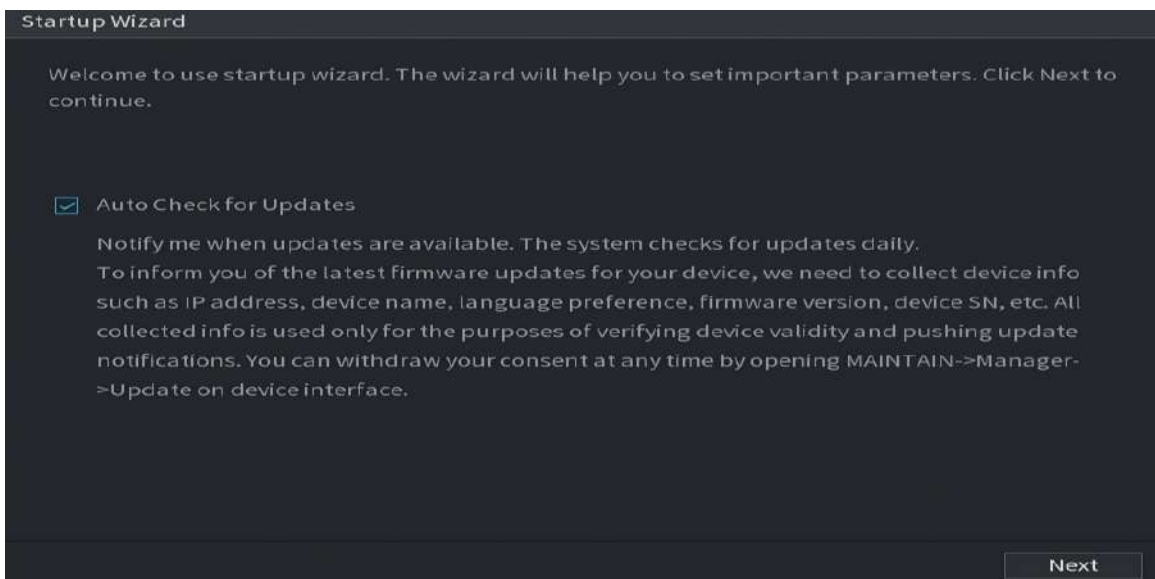 Startup Wizard
Welcome to use startup wizard. The wizard will help you to set important parameters. Click Next to
continue.
Auto Check for Updates
Notify me when updates are available. The system checks for updates daily.
To inform you of the latest firmware updates for your device, we need to collect device info
such as IP address, device name, language preference, firmware version, device SN, etc. All
collected info is used only for the purposes of verifying device validity and pushing update
notifications. You can withdraw your consent at any time by opening MAINTAIN->Manager-
>Update on device interface.
Next